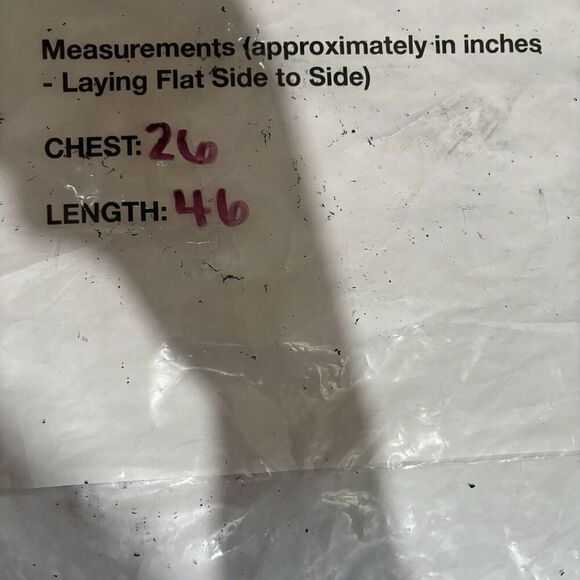 Measurements (approximately in inches
- Laying Flat Side to Side)
CHEST: 26
LENGTH: 46